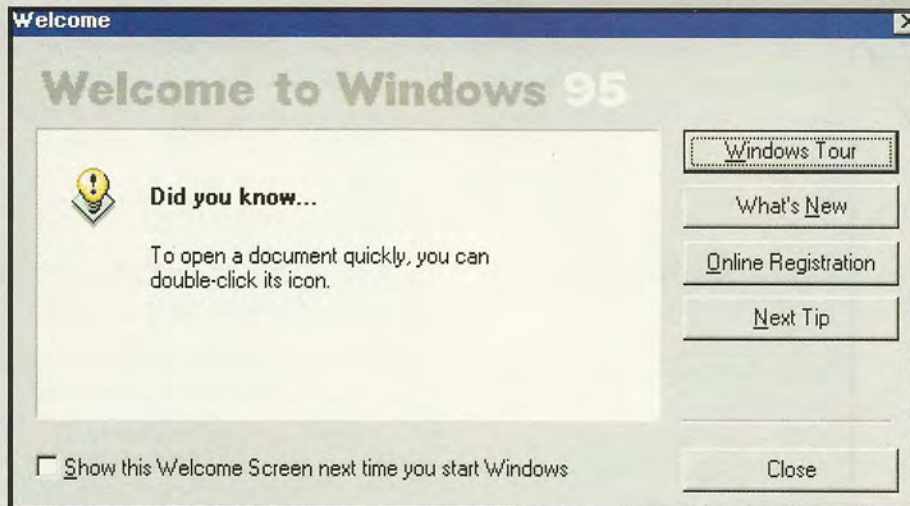 Welcome
Welcome to Windows 95
Did you know...
To open a document quickly, you can
double-click its icon.
Windows Tour
What's New
Online Registration
Next Tip
Show this Welcome Screen next time you start Windows
Close